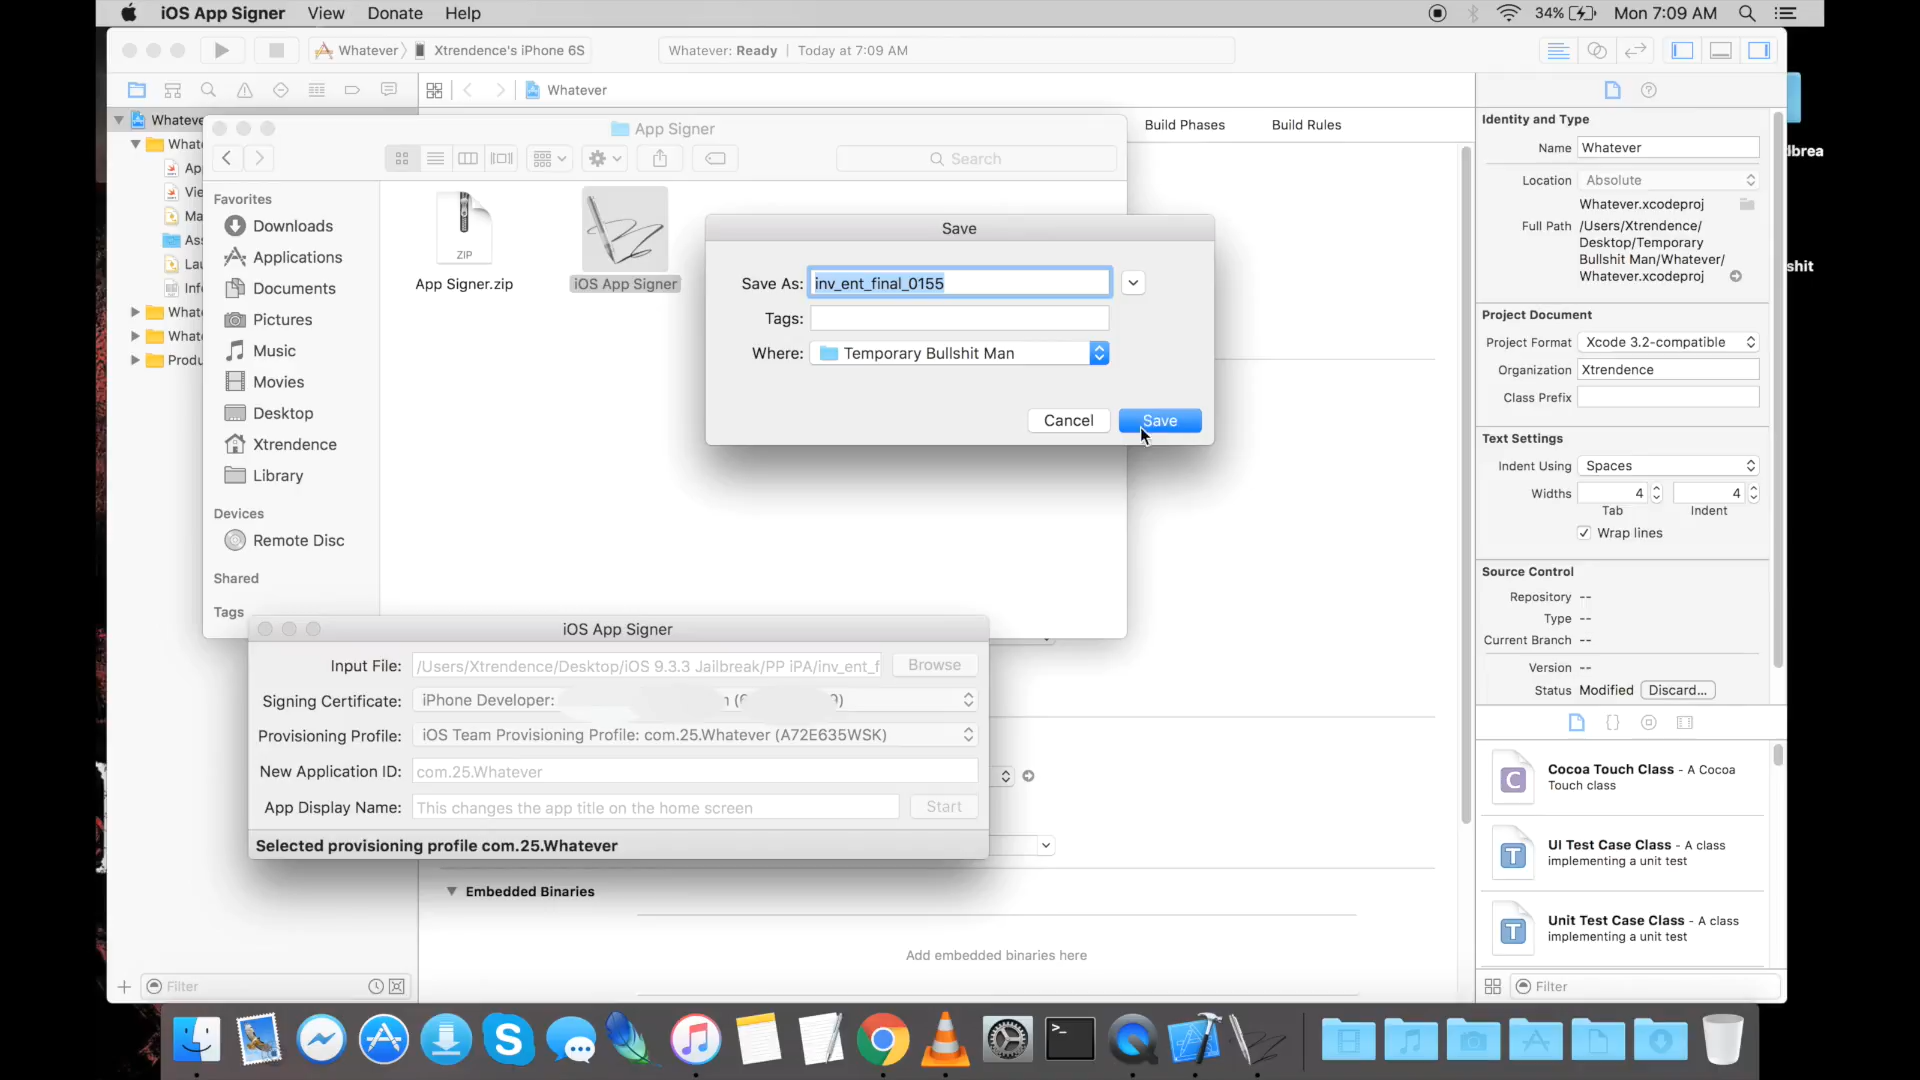 iOS App Signer View Donate Help
34% Mon 7:09 AM
Whatever Xtrendence's iPhone 6S
Whatever: Ready | Today at 7:09 AM
Whatever
Build Phases Build Rules
App Signer
Search
Favorites
Downloads
Applications
Documents
Pictures
Music
Movies
Desktop
Xtrendence
Library
Devices
Remote Disc
Shared
Tags
ZIP
App Signer.zip
iOS App Signer
Save
Save As: inv_ent_final_0155
Tags:
Where: Temporary Bullshit Man
Cancel Save
iOS App Signer
Input File: /Users/Xtrendence/Desktop/iOS 9.3.3 Jailbreak/PP iPA/inv_ent_f
Browse
Signing Certificate: iPhone Developer:
Provisioning Profile: iOS Team Provisioning Profile: com.25.Whatever (A72E635WSK)
New Application ID: com.25.Whatever
App Display Name: This changes the app title on the home screen
Start
Selected provisioning profile com.25.Whatever
Embedded Binaries
Add embedded binaries here
Filter
Identity and Type
Name Whatever
Location Absolute
Whatever.xcodeproj
Full Path /Users/Xtrendence/
Desktop/Temporary
Bullshit Man/Whatever/
Whatever.xcodeproj
Project Document
Project Format Xcode 3.2-compatible
Organization Xtrendence
Class Prefix
Text Settings
Indent Using Spaces
Widths 4 4
Tab Indent
Wrap lines
Source Control
Repository --
Type --
Current Branch --
Version --
Status Modified Discard...
Cocoa Touch Class - A Cocoa
Touch class
UI Test Case Class - A class
implementing a unit test
Unit Test Case Class - A class
implementing a unit test
Filter